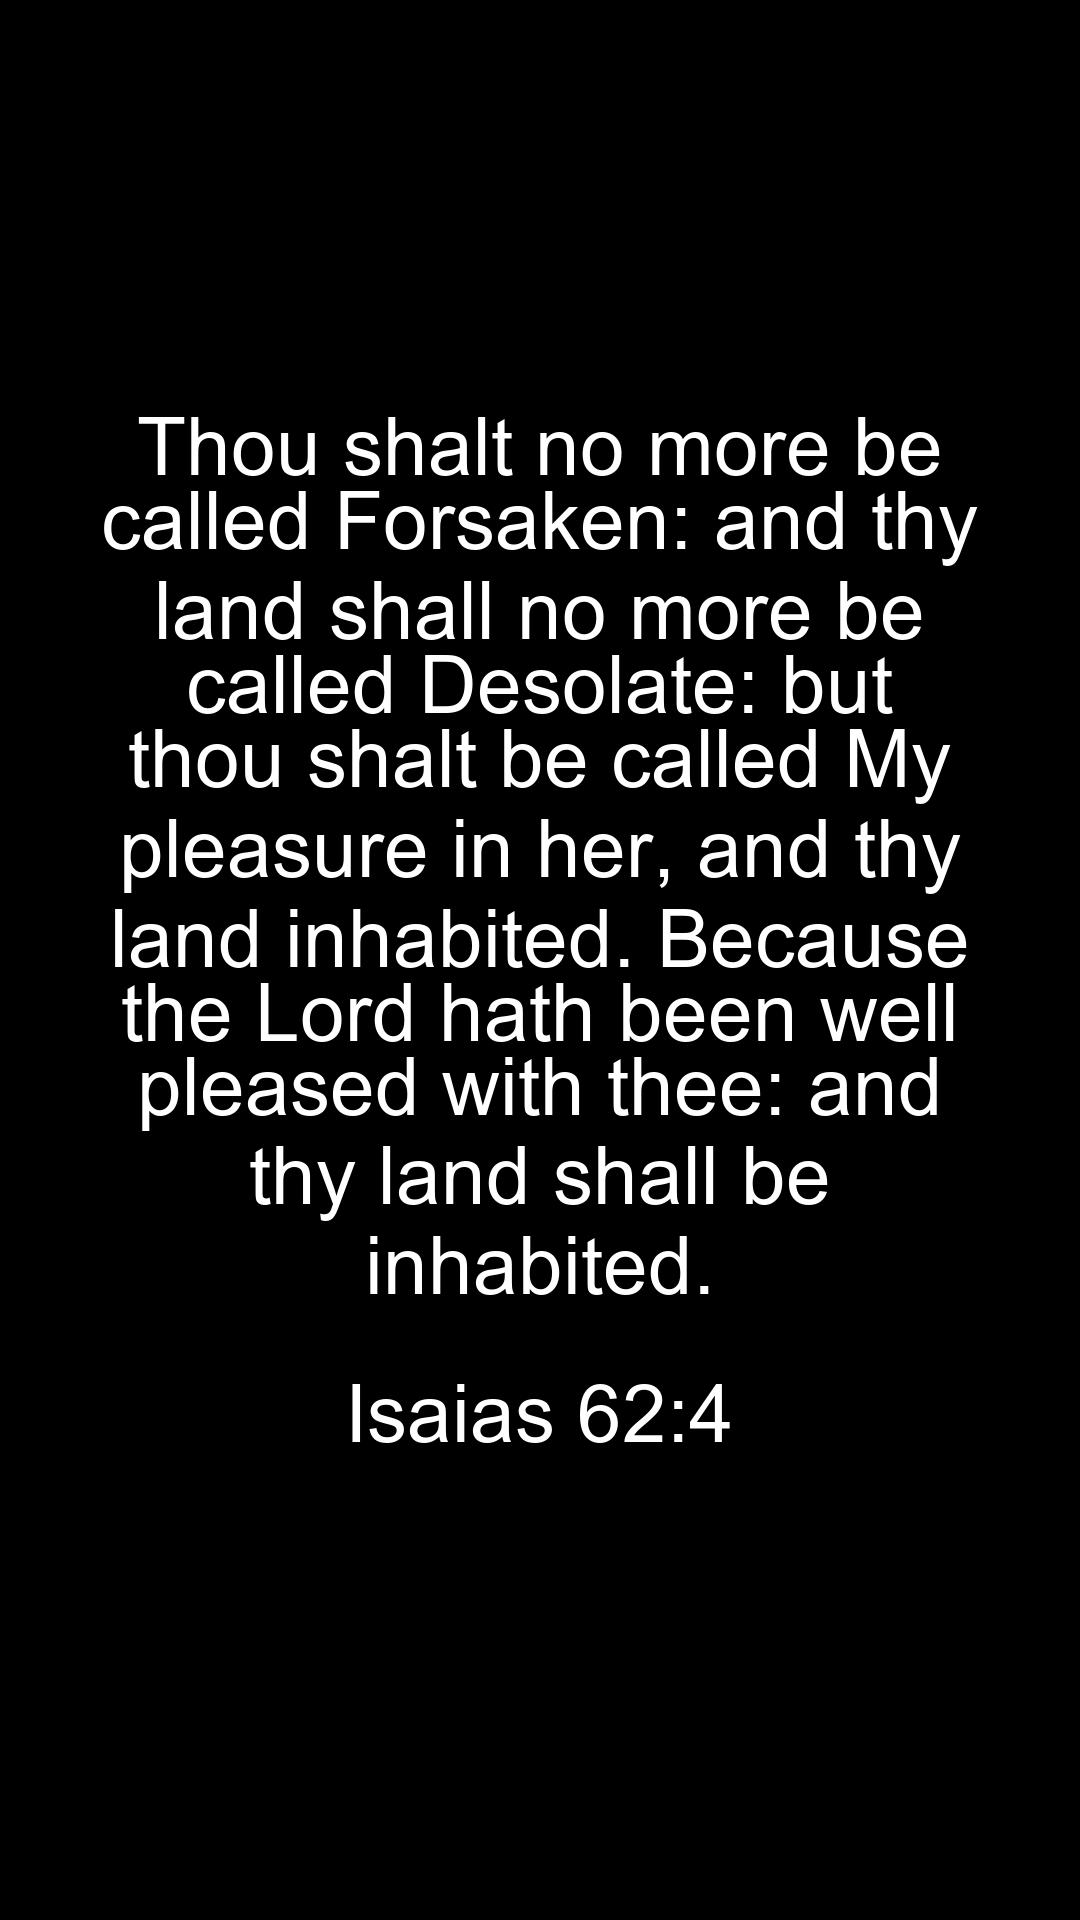 Thou shalt no more be
called Forsaken: and thy
land shall no more be
called Desolate: but
thou shalt be called My
pleasure in her, and thy
land inhabited. Because
the Lord hath been well
pleased with thee: and
thy land shall be
inhabited.
Isaias 62:4